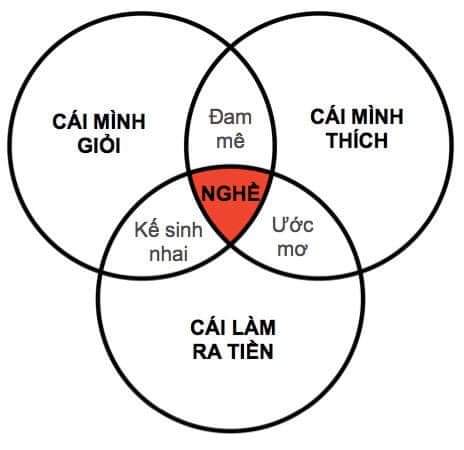 CÁI MÌNH
GIỎI
Đam
mê
CÁI MÌNH
THÍCH
NGHỀ
Kế sinh
nhai
Ước
mơ
CÁI LÀM
RA TIỀN